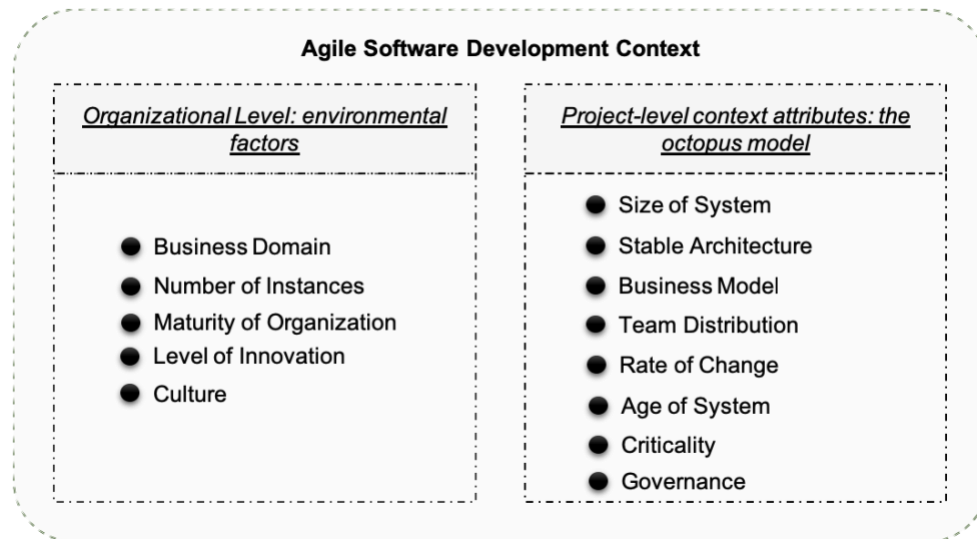 Agile Software Development Context
Organizational Level: environmental
factors
Business Domain
Number of Instances
Maturity of Organization
Level of Innovation
Culture
Project-level context attributes: the
octopus model
Size of System
Stable Architecture
Business Model
Team Distribution
Rate of Change
Age of System
Criticality
Governance